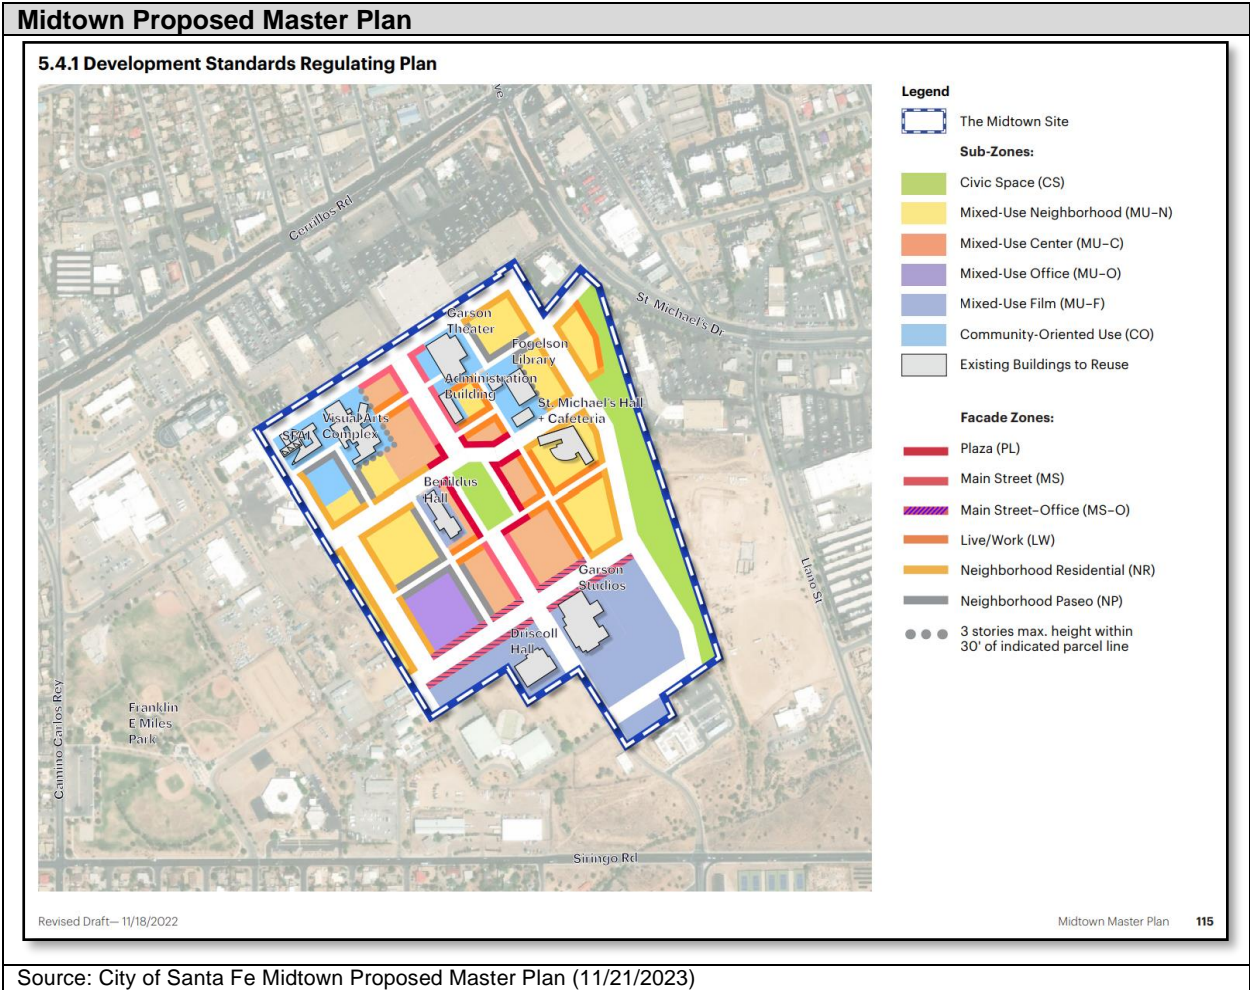 Midtown Proposed Master Plan
5.4.1 Development Standards Regulating Plan
ve.
Cerrillos Rd
St. Michael's Dr
Garson
Theater
Fogelson
Library
Administration
Building
St. Michael's Hall
+ Cafeteria
Visual Arts
Complex
SFAI
Benildus
Hall
Garson
Studios
Driscoll
Hall
Llano St
Camino Carlos Rey
Franklin
E Miles
Park
Siringo Rd
Legend
The Midtown Site
Sub-Zones:
Civic Space (CS)
Mixed-Use Neighborhood (MU–N)
Mixed-Use Center (MU–C)
Mixed-Use Office (MU–O)
Mixed-Use Film (MU–F)
Community-Oriented Use (CO)
Existing Buildings to Reuse
Facade Zones:
Plaza (PL)
Main Street (MS)
Main Street–Office (MS–O)
Live/Work (LW)
Neighborhood Residential (NR)
Neighborhood Paseo (NP)
3 stories max. height within
30' of indicated parcel line
Revised Draft— 11/18/2022
Midtown Master Plan 115
Source: City of Santa Fe Midtown Proposed Master Plan (11/21/2023)